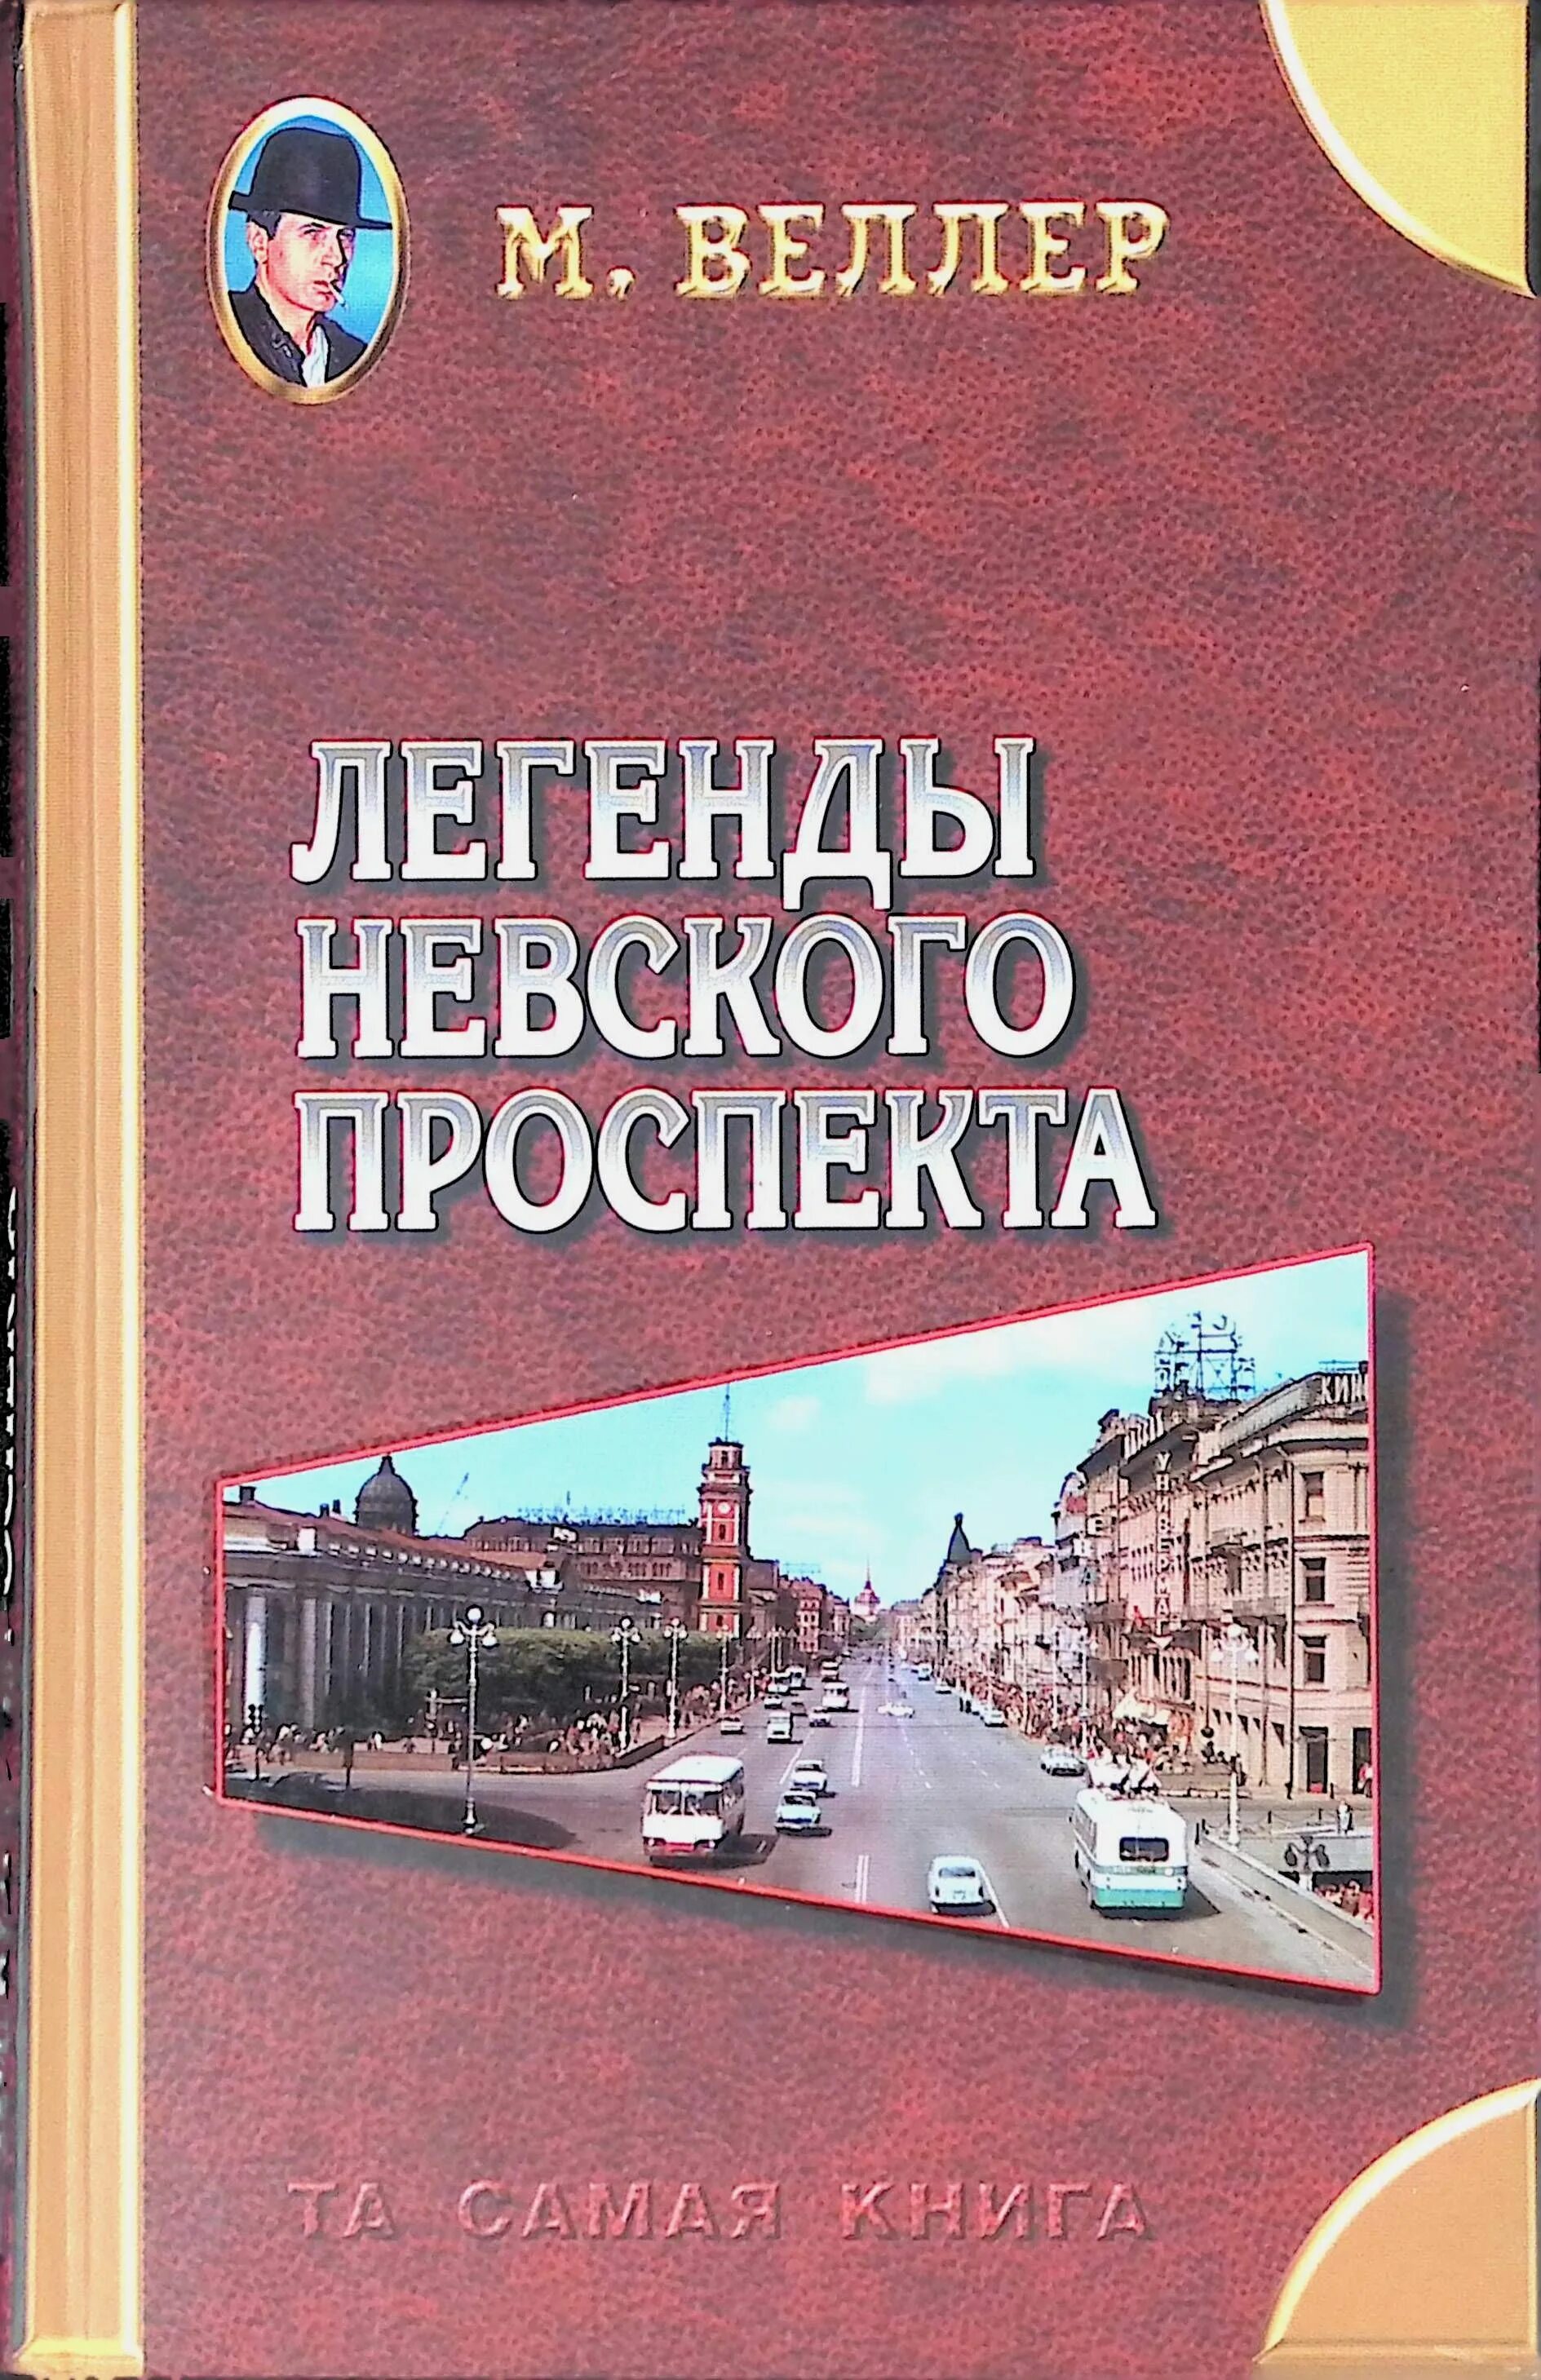 М. ВЕЛЛЕР
ЛЕГЕНДЫ
НЕВСКОГО
ПРОСПЕКТА
ТА САМАЯ КНИГА